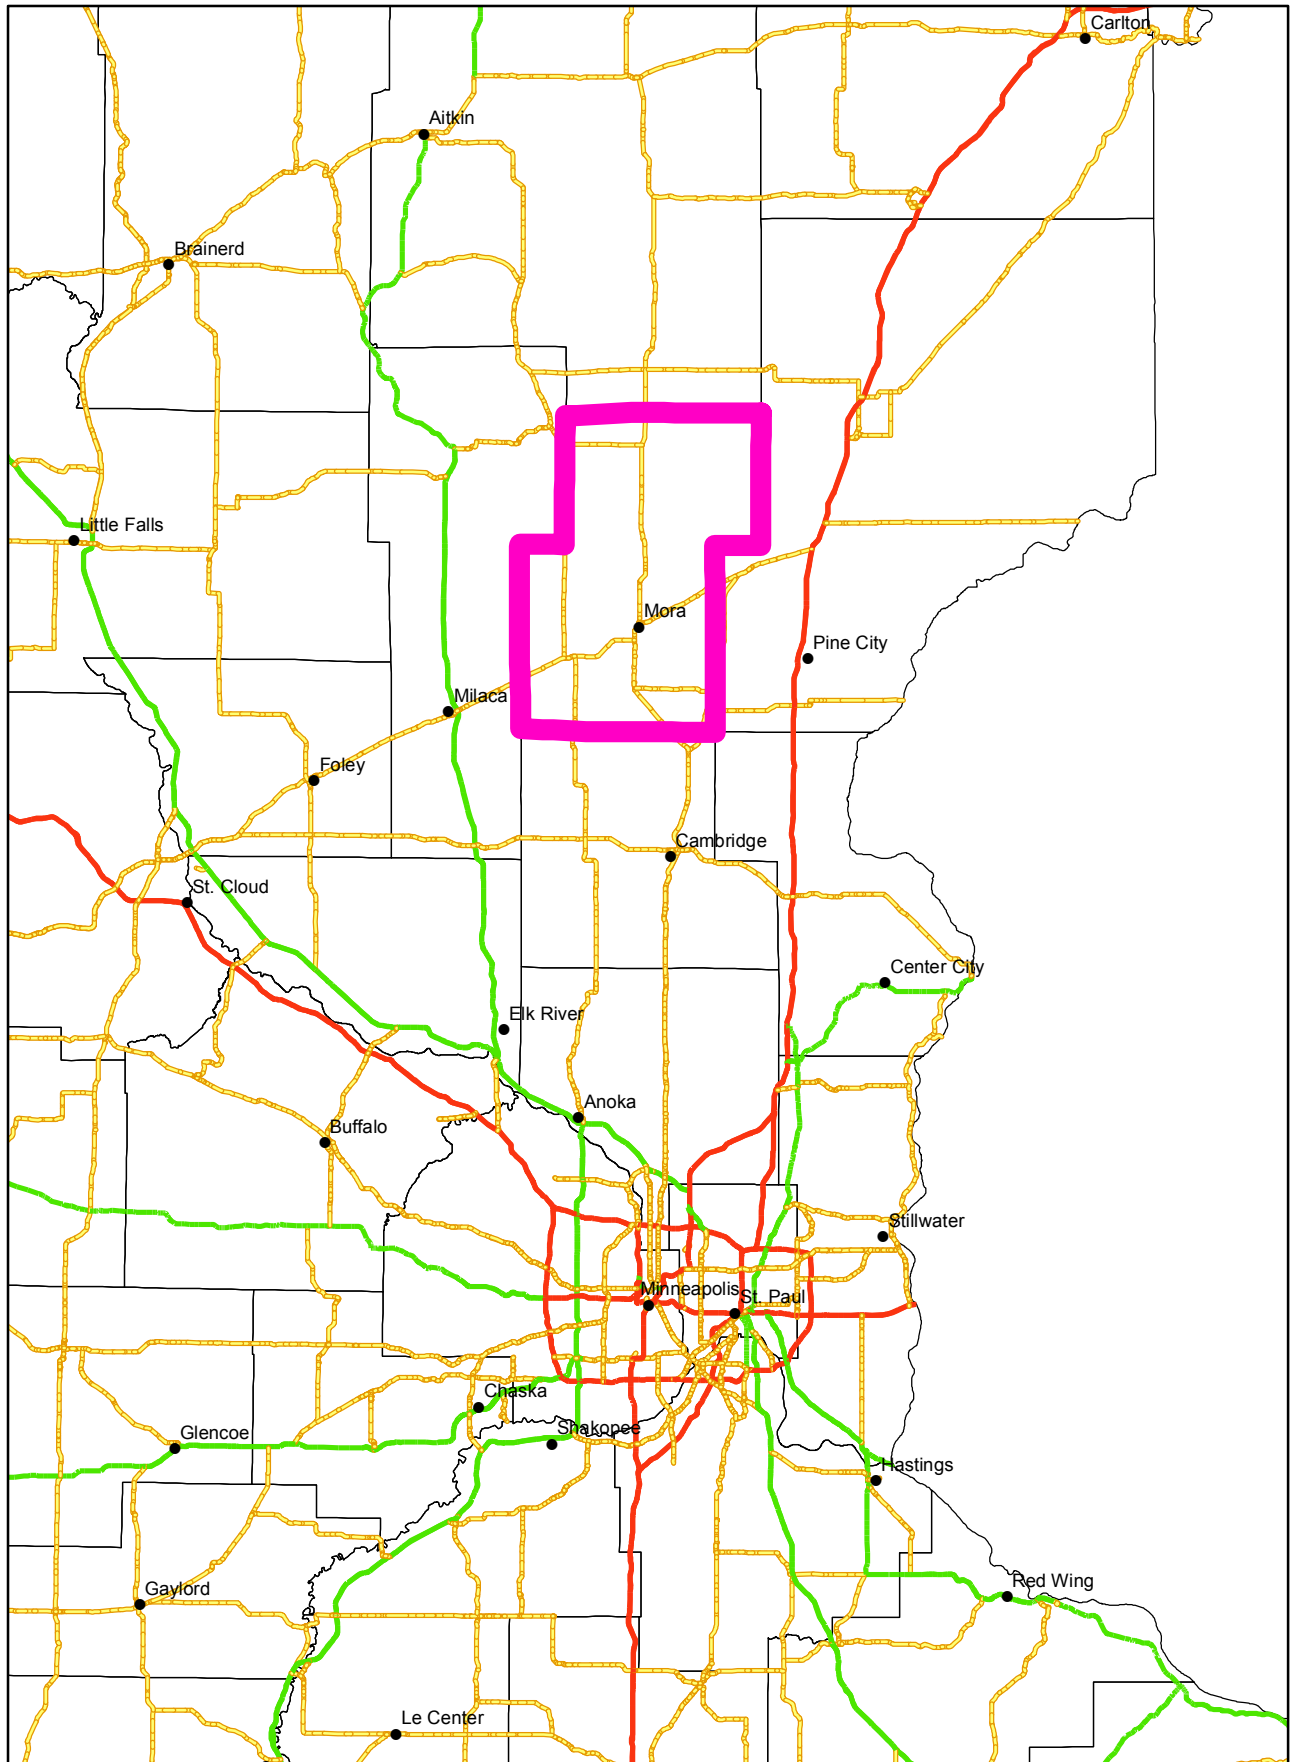 Carlton
Aitkin
Brainerd
Little Falls
Mora
Pine City
Milaca
Foley
Cambridge
St. Cloud
Center City
Elk River
Anoka
Buffalo
Stillwater
Minneapolis
St. Paul
Chaska
Shakopee
Glencoe
Hastings
Gaylord
Red Wing
Le Center